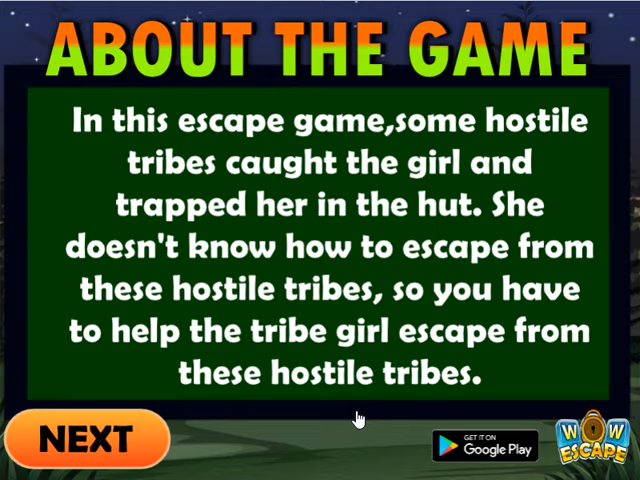 ABOUT THE GAME
In this escape game,some hostile
tribes caught the girl and
trapped her in the hut. She
doesn't know how to escape from
these hostile tribes, so you have
to help the tribe girl escape from
these hostile tribes.
NEXT
GET IT ON
Google Play
WOW
ESCAPE